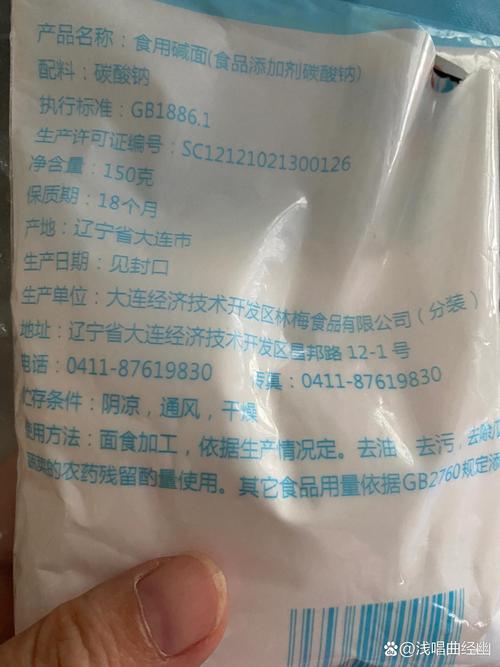 产品名称：食用碱面(食品添加剂碳酸钠)
配料：碳酸钠
执行标准：GB1886.1
生产许可证编号：SC12121021300126
净含量：150克
保质期：18个月
产地：辽宁省大连市
生产日期：见封口
生产单位：大连经济技术开发区林梅食品有限公司（分装）
地址：辽宁省大连经济技术开发区昌邦路 12-1 号
电话：0411-87619830 传真：0411-87619830
贮存条件：阴凉，通风，干燥
使用方法：面食加工，依据生产情况定。去油，去污，去除瓜
蔬类的农药残留酌量使用。其它食品用量依据GB2760规定添
百度@浅唱曲经幽